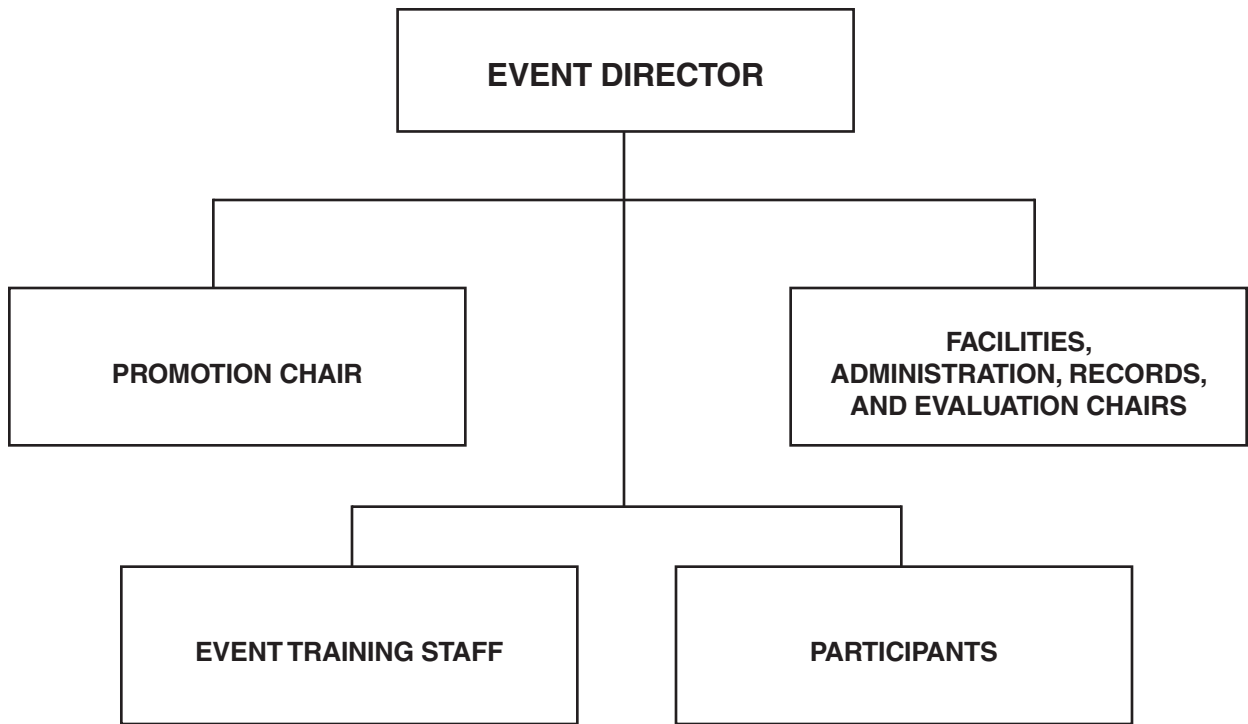 EVENT DIRECTOR
PROMOTION CHAIR
FACILITIES,
ADMINISTRATION, RECORDS,
AND EVALUATION CHAIRS
EVENT TRAINING STAFF
PARTICIPANTS